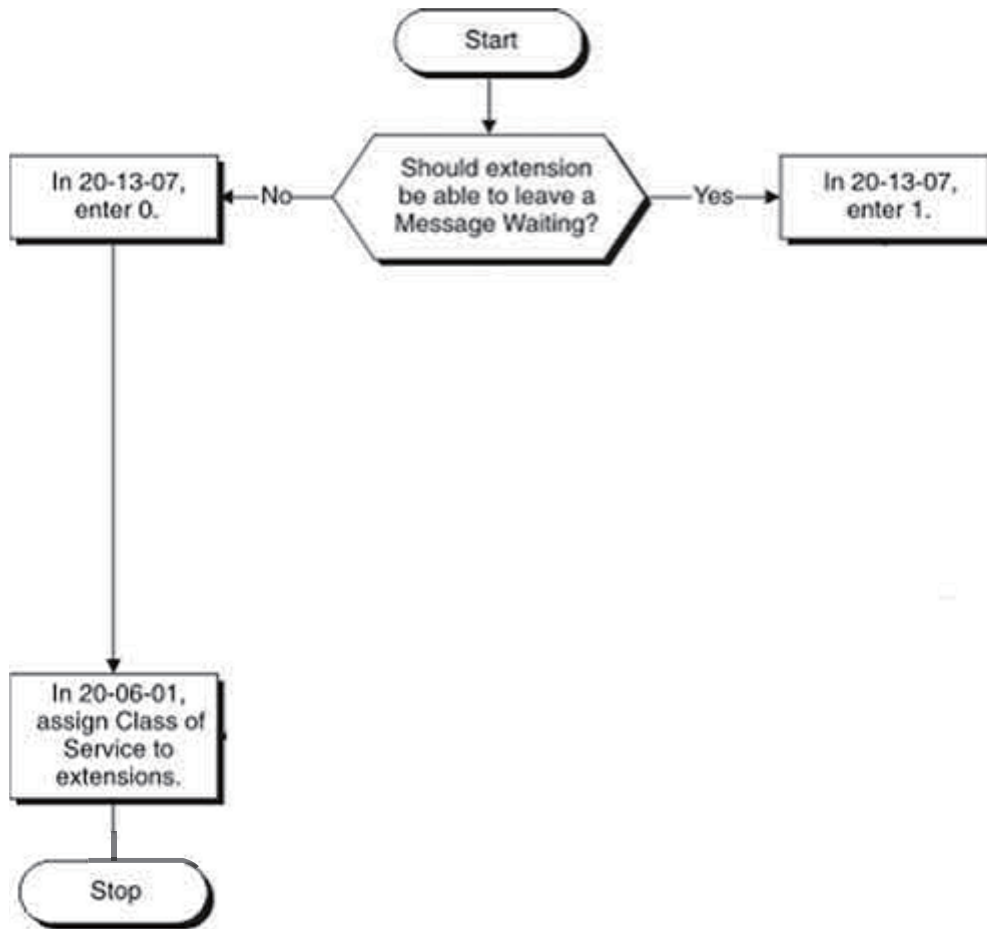 Start
Should extension
be able to leave a
Message Waiting?
No
Yes
In 20-13-07,
enter 0.
In 20-13-07,
enter 1.
In 20-06-01,
assign Class of
Service to
extensions.
Stop